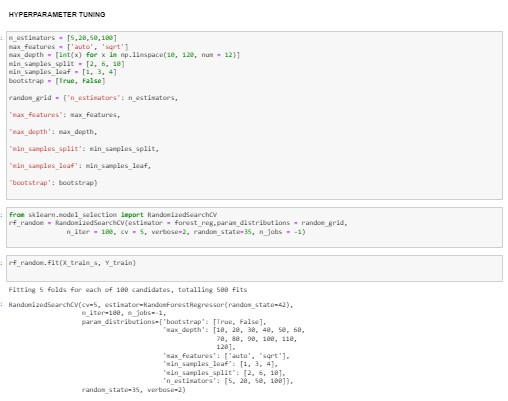 HYPERPARAMETER TUNING
n_estimators = [5,20,50,100]
max_features = ['auto', 'sqrt']
max_depth = [int(x) for x in np.linspace(10, 120, num = 12)]
min_samples_split = [2, 6, 10]
min_samples_leaf = [1, 3, 4]
bootstrap = [True, False]
random_grid = {'n_estimators': n_estimators,
'max_features': max_features,
'max_depth': max_depth,
'min_samples_split': min_samples_split,
'min_samples_leaf': min_samples_leaf,
'bootstrap': bootstrap}
from sklearn.model_selection import RandomizedSearchCV
rf_random = RandomizedSearchCV(estimator = forest_reg,param_distributions = random_grid,
n_iter = 100, cv = 5, verbose=2, random_state=35, n_jobs = -1)
rf_random.fit(X_train_s, Y_train)
Fitting 5 folds for each of 100 candidates, totalling 500 fits
RandomizedSearchCV(cv=5, estimator=RandomForestRegressor(random_state=42),
n_iter=100, n_jobs=-1,
param_distributions={'bootstrap': [True, False],
'max_depth': [10, 20, 30, 40, 50, 60,
70, 80, 90, 100, 110,
120],
'max_features': ['auto', 'sqrt'],
'min_samples_leaf': [1, 3, 4],
'min_samples_split': [2, 6, 10],
'n_estimators': [5, 20, 50, 100]},
random_state=35, verbose=2)